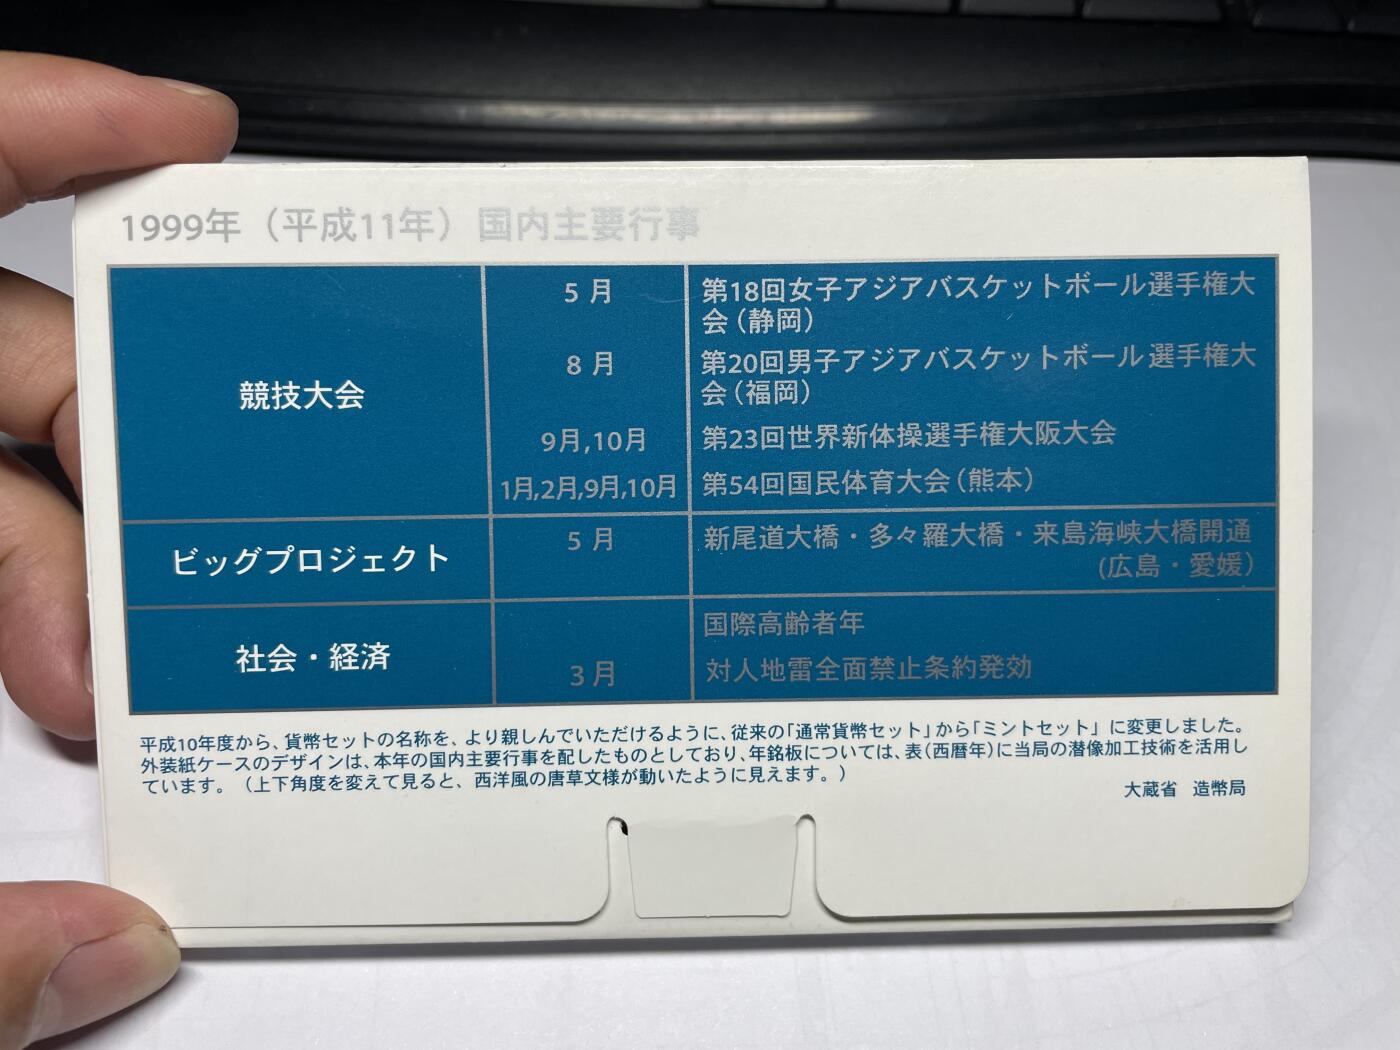 1999年（平成11年）国内主要行事
競技大会
5月
第18回女子アジアバスケットボール選手権大
会（静岡）
8月
第20回男子アジアバスケットボール選手権大
会（福岡）
9月,10月
第23回世界新体操選手権大阪大会
1月,2月,9月,10月
第54回国民体育大会（熊本）
ビッグプロジェクト
5月
新尾道大橋・多々羅大橋・来島海峡大橋開通
(広島・愛媛）
社会・経済
国際高齢者年
3月
対人地雷全面禁止条約発効
平成10年度から、貨幣セットの名称を、より親しんでいただけるように、従来の「通常貨幣セット」から「ミントセット」に変更しました。
外装紙ケースのデザインは、本年の国内主要行事を配したものとしており、年銘板については、表（西暦年）に当局の潜像加工技術を活用し
ています。（上下角度を変えて見ると、西洋風の唐草文様が動いたように見えます。）
大蔵省 造幣局